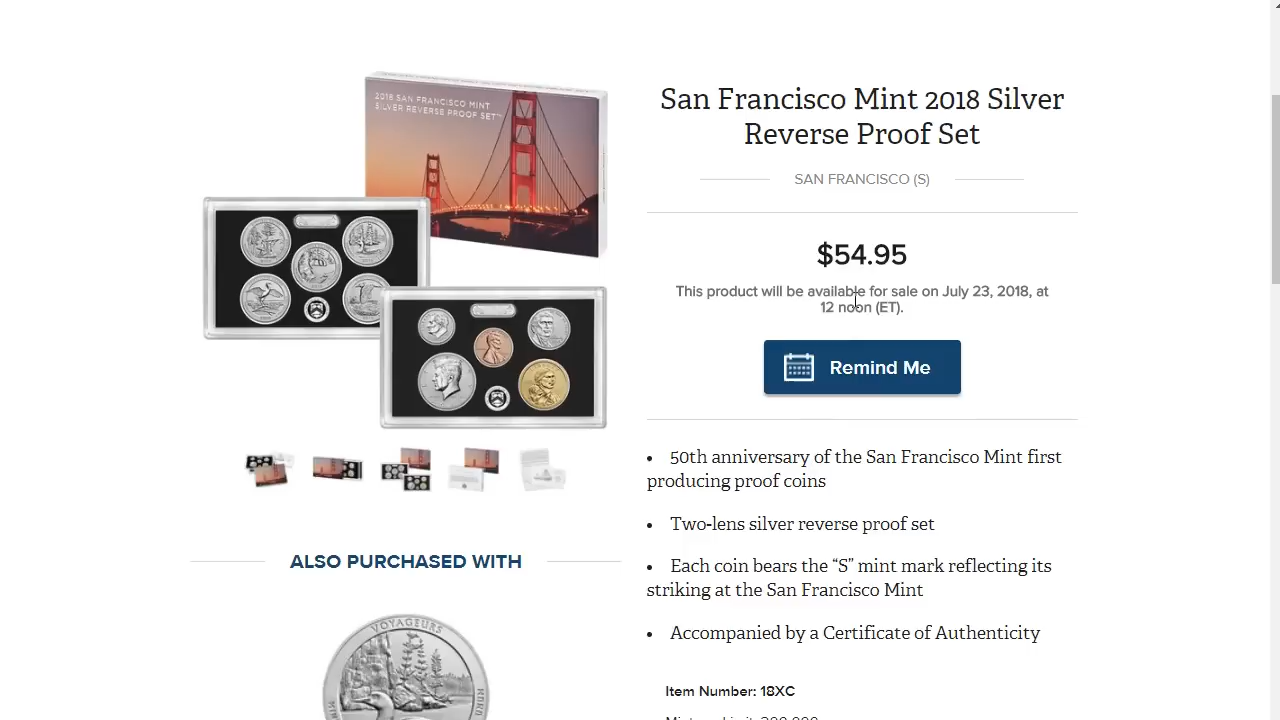 2018 SAN FRANCISCO MINT
SILVER REVERSE PROOF SET™
San Francisco Mint 2018 Silver
Reverse Proof Set
SAN FRANCISCO (S)
$54.95
This product will be available for sale on July 23, 2018, at
12 noon (ET).
Remind Me
• 50th anniversary of the San Francisco Mint first
producing proof coins
• Two-lens silver reverse proof set
• Each coin bears the “S” mint mark reflecting its
striking at the San Francisco Mint
• Accompanied by a Certificate of Authenticity
Item Number: 18XC
ALSO PURCHASED WITH
VOYAGEURS